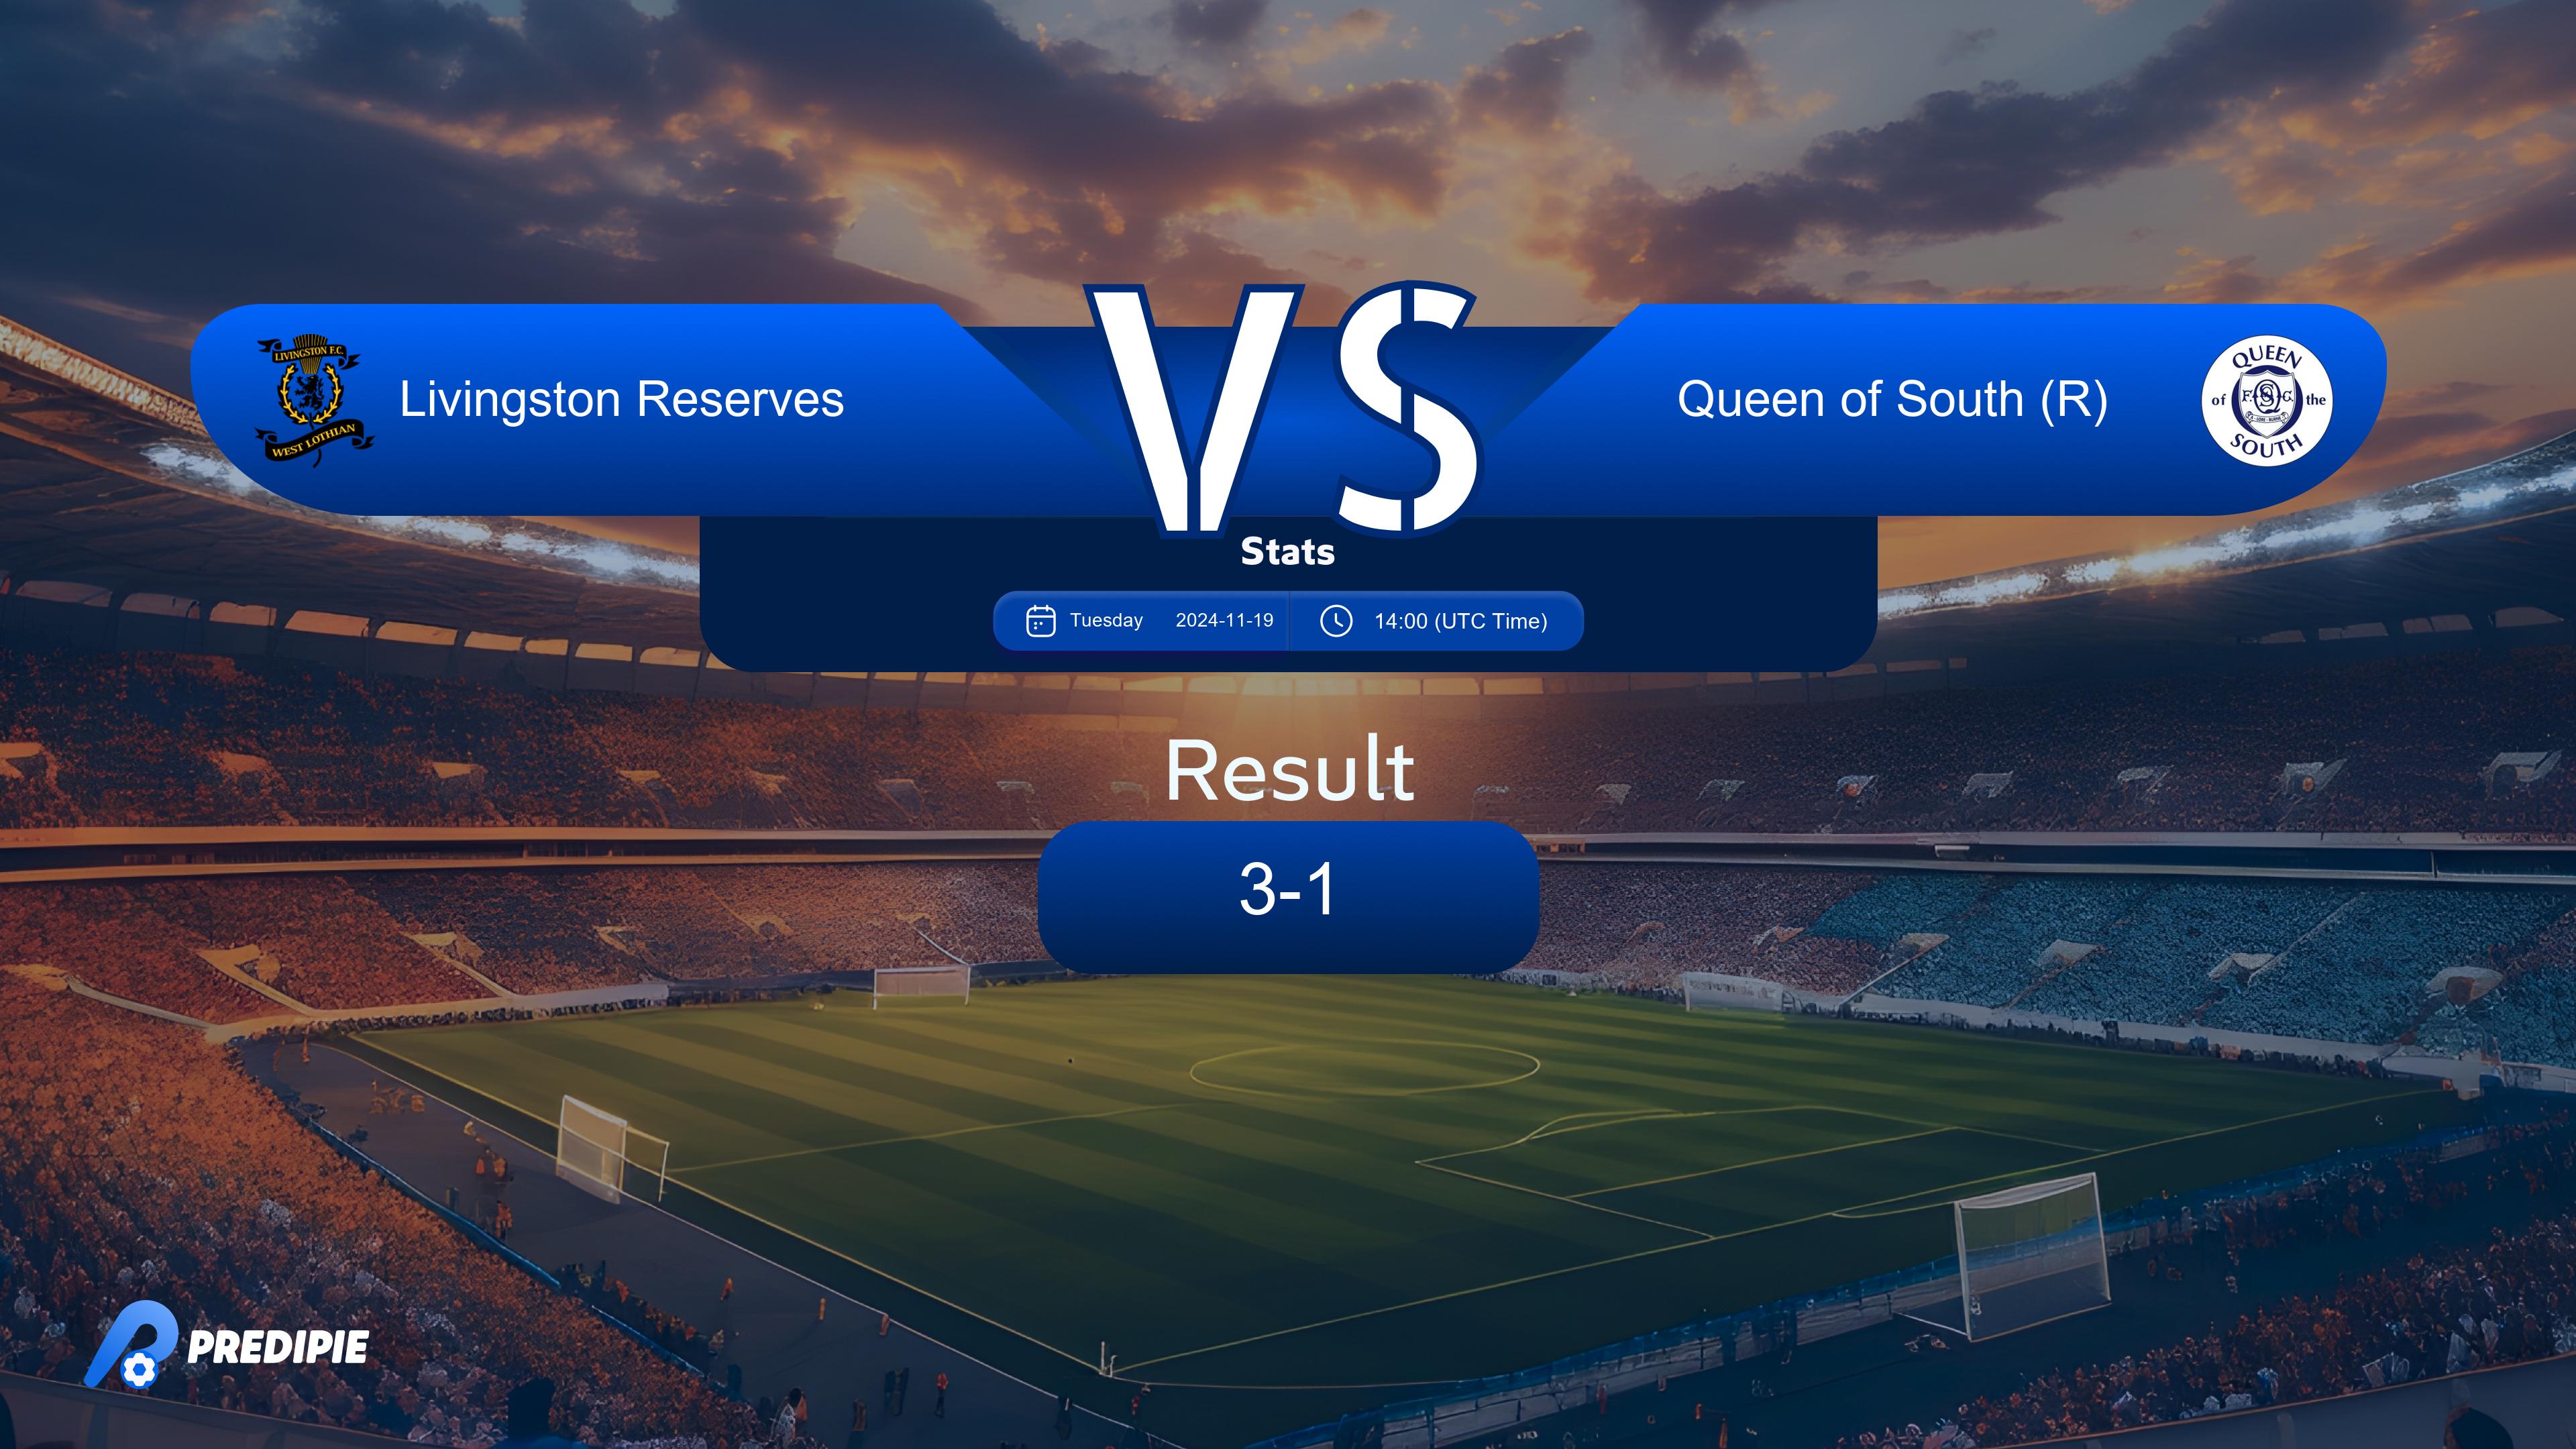 LIVINGSTON F.C.
WEST LOTHIAN
Livingston Reserves
VS
Queen of South (R)
QUEEN
of the
SOUTH
Stats
Tuesday 2024-11-19 14:00 (UTC Time)
Result
3-1
PREDIPIE